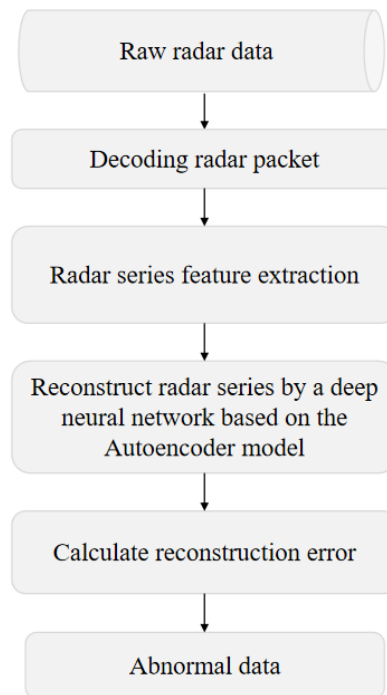 Raw radar data
Decoding radar packet
Radar series feature extraction
Reconstruct radar series by a deep
neural network based on the
Autoencoder model
Calculate reconstruction error
Abnormal data